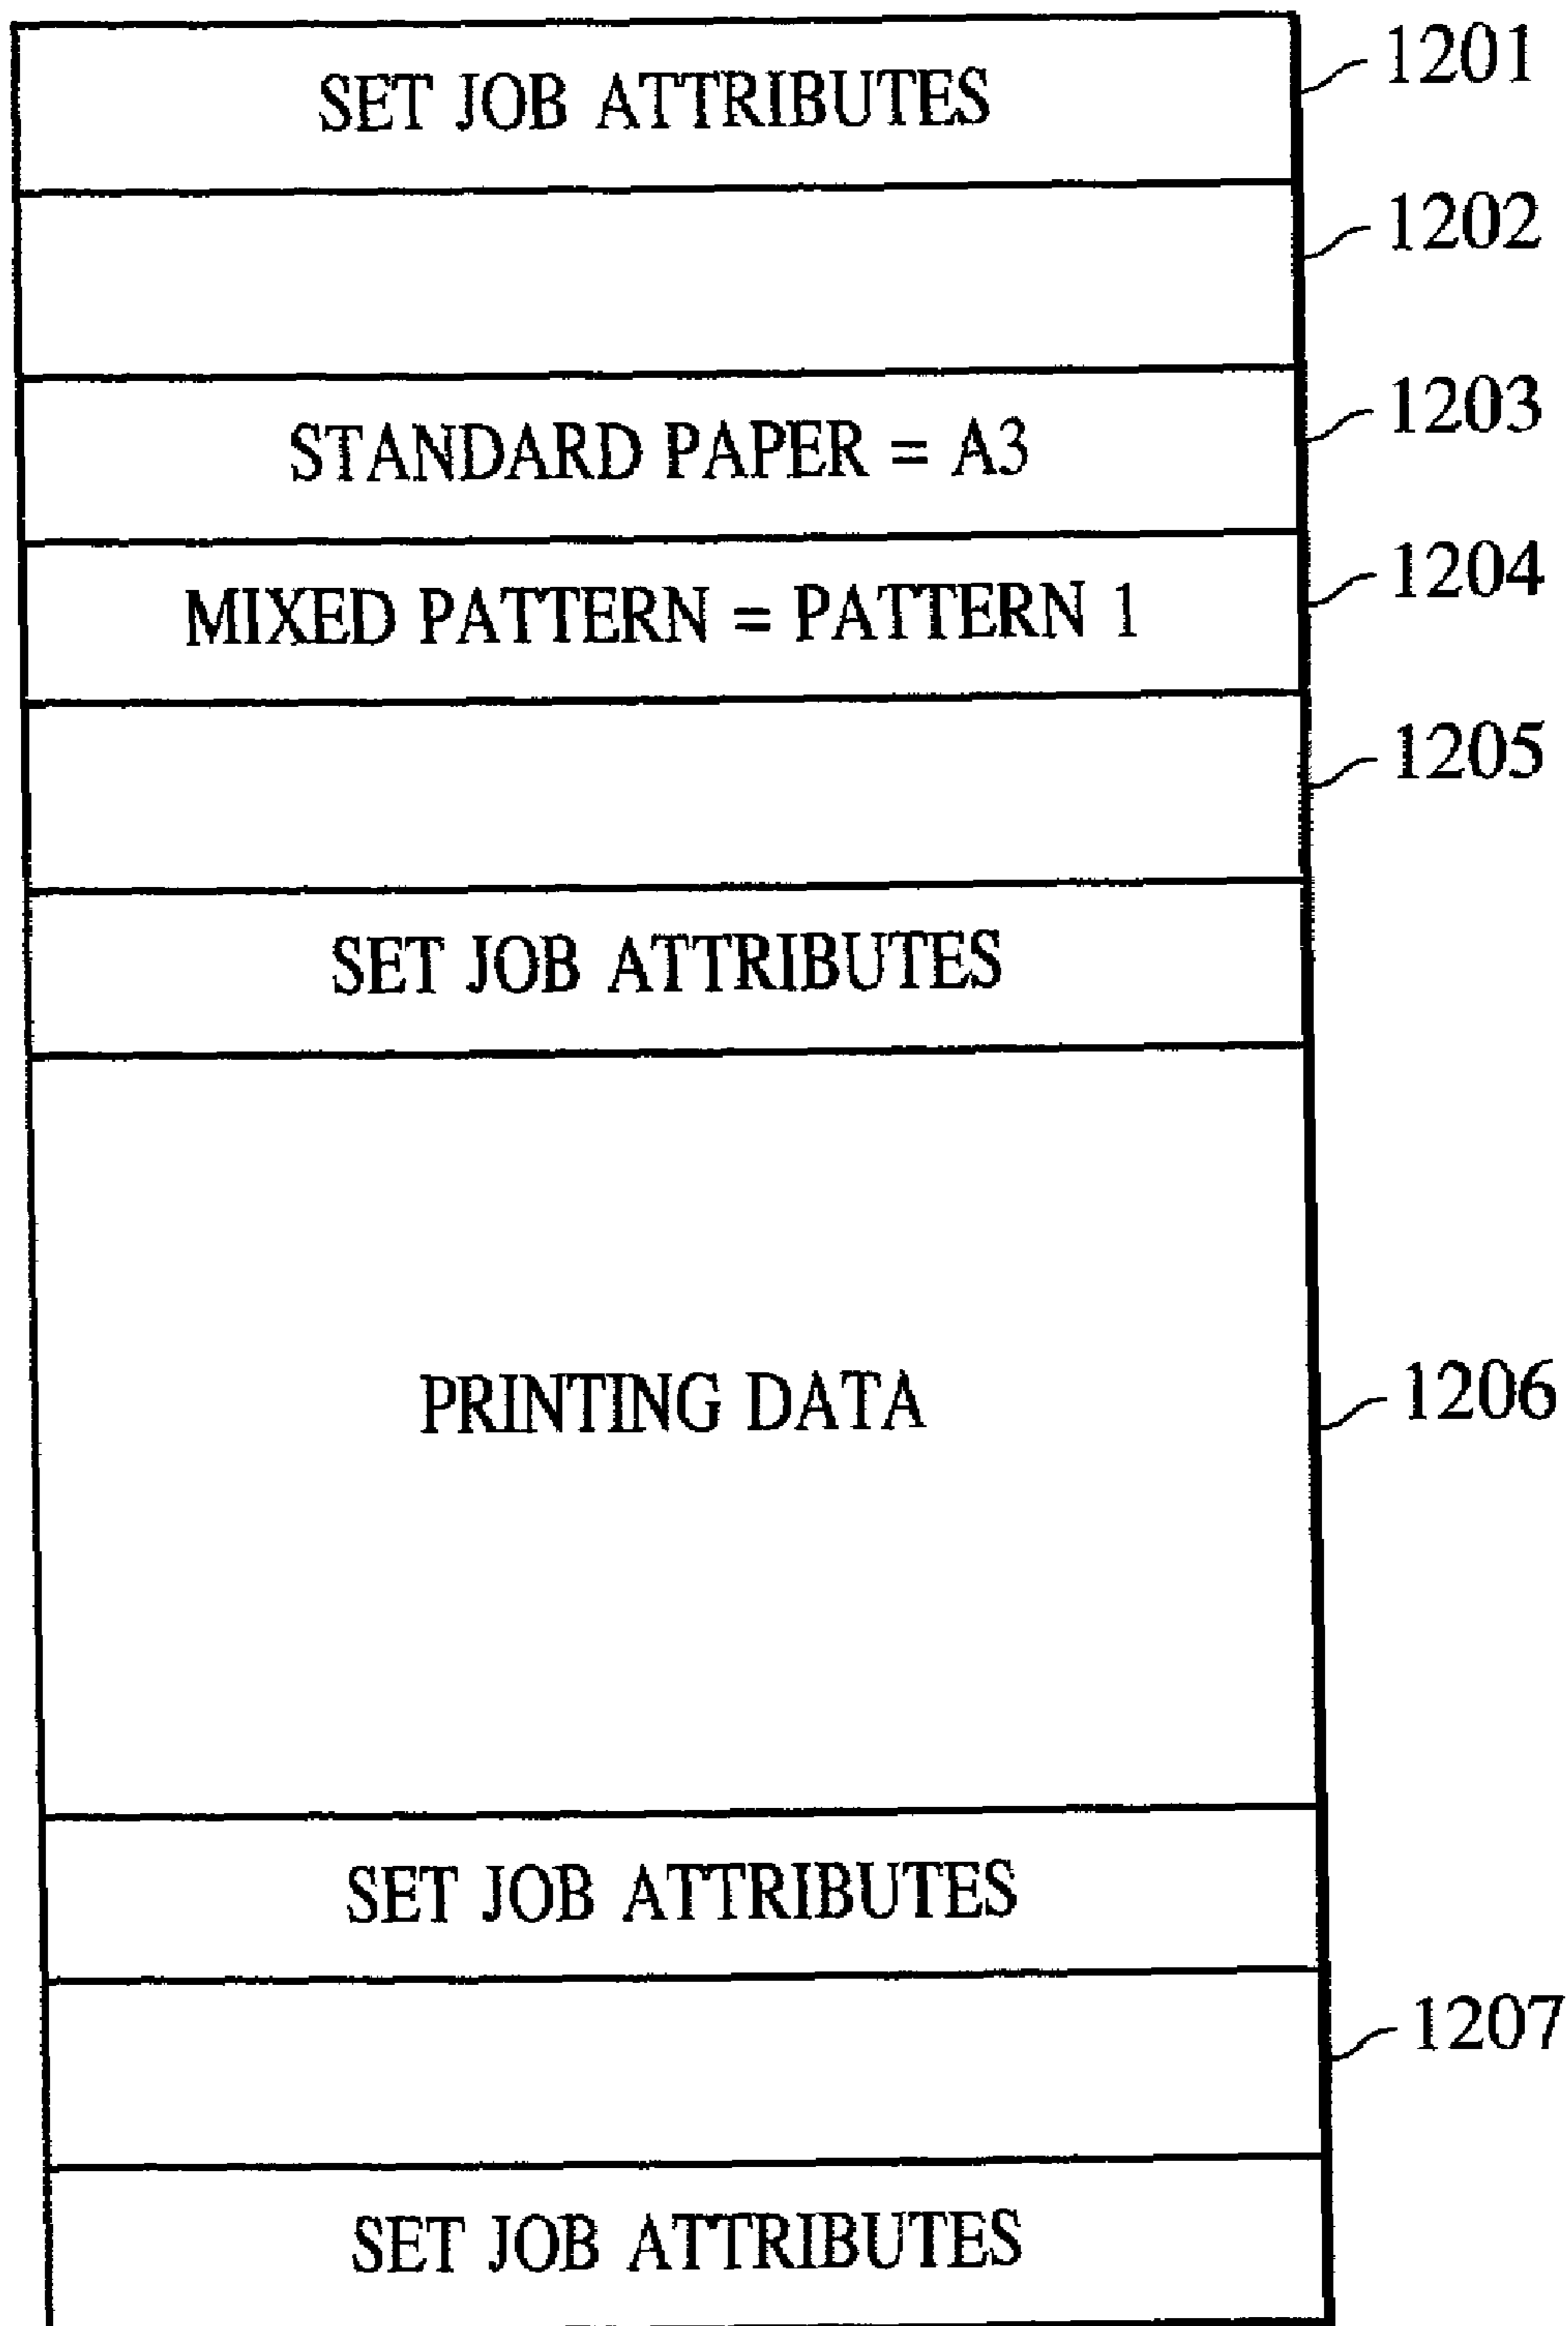 SET JOB ATTRIBUTES 1201
1202
STANDARD PAPER = A3 1203
MIXED PATTERN = PATTERN 1 1204
1205
SET JOB ATTRIBUTES
PRINTING DATA 1206
SET JOB ATTRIBUTES
1207
SET JOB ATTRIBUTES